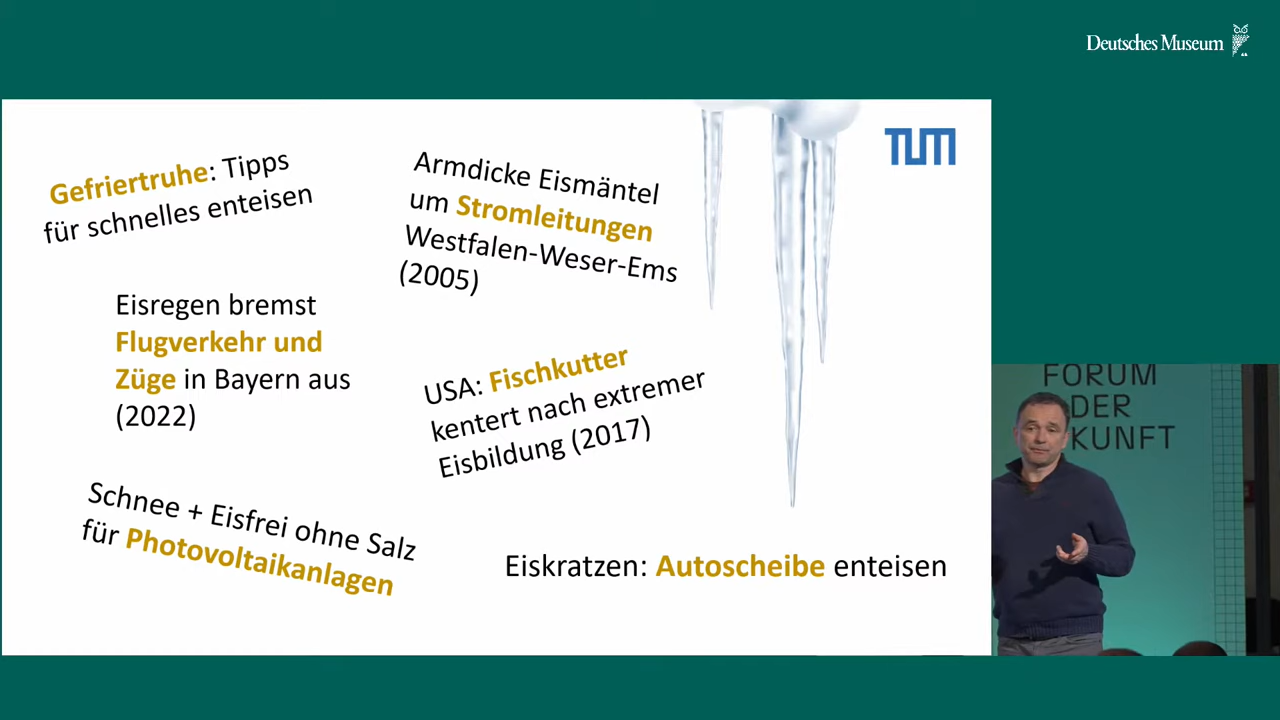 Deutsches Museum
TUM
Gefriertruhe: Tipps
für schnelles enteisen
Armdicke Eismäntel
um Stromleitungen
Westfalen-Weser-Ems
(2005)
Eisregen bremst
Flugverkehr und
Züge in Bayern aus
(2022)
USA: Fischkutter
kentert nach extremer
Eisbildung (2017)
Schnee + Eisfrei ohne Salz
für Photovoltaikanlagen
Eiskratzen: Autoscheibe enteisen
FORUM
DER
KUNFT